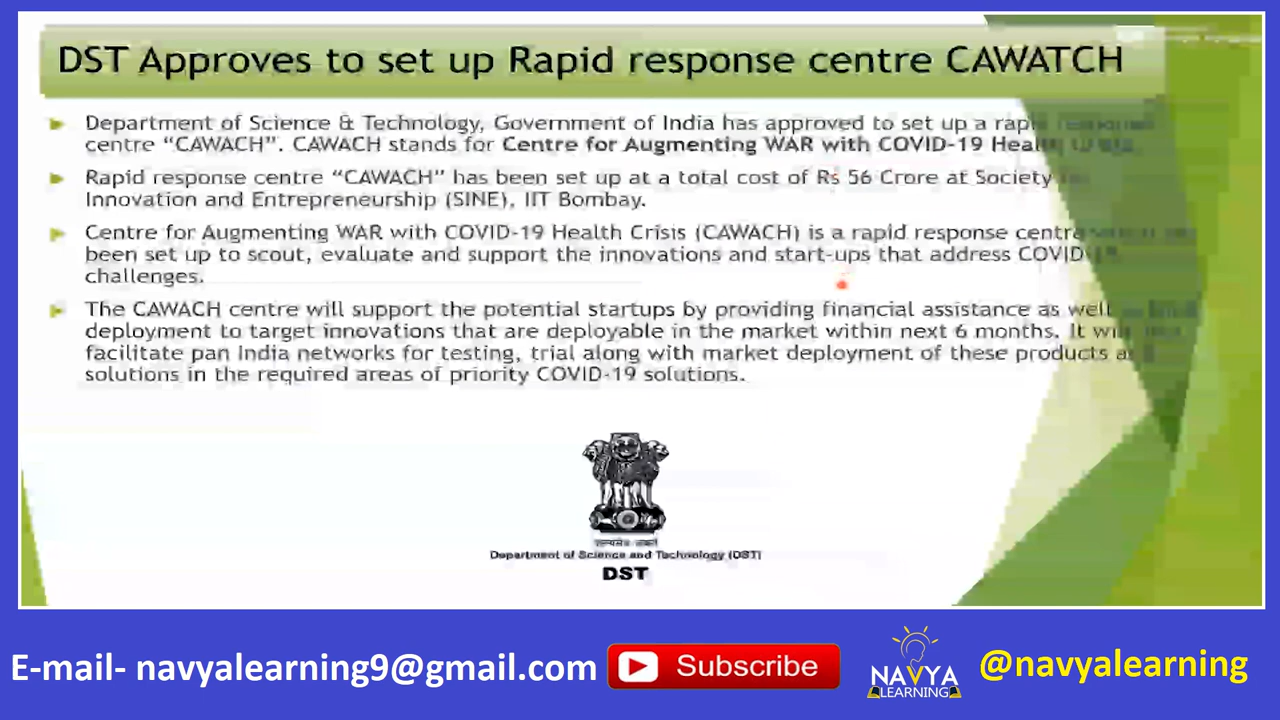 DST Approves to set up Rapid response centre CAWATCH
Department of Science & Technology, Government of India has approved to set up a rapid response
centre “CAWACH”. CAWACH stands for Centre for Augmenting WAR with COVID-19 Health
Rapid response centre “CAWACH” has been set up at a total cost of Rs 56 Crore at Society
Innovation and Entrepreneurship (SINE), IIT Bombay.
Centre for Augmenting WAR with COVID-19 Health Crisis (CAWACH) is a rapid response centre
been set up to scout, evaluate and support the innovations and start-ups that address COVID-19
challenges.
The CAWACH centre will support the potential startups by providing financial assistance as well
deployment to target innovations that are deployable in the market within next 6 months. It will
facilitate pan India networks for testing, trial along with market deployment of these products
solutions in the required areas of priority COVID-19 solutions.
Department of Science and Technology (DST)
DST
E-mail- navyalearning9@gmail.com
Subscribe
NAVYA
LEARNING
@navyalearning